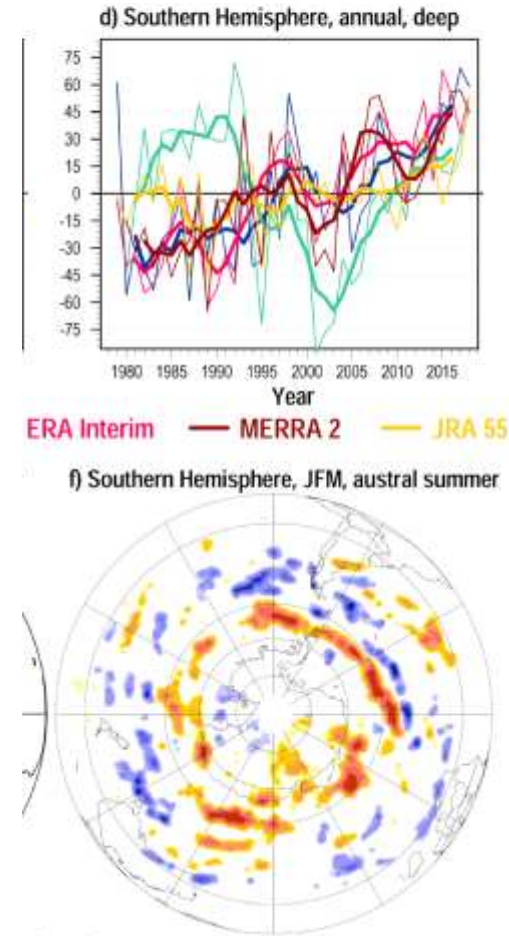 d) Southern Hemisphere, annual, deep
75
60
45
30
15
0
-15
-30
-45
-60
-75
1980 1985 1990 1995 2000 2005 2010 2015
Year
ERA Interim MERRA 2 JRA 55
f) Southern Hemisphere, JFM, austral summer